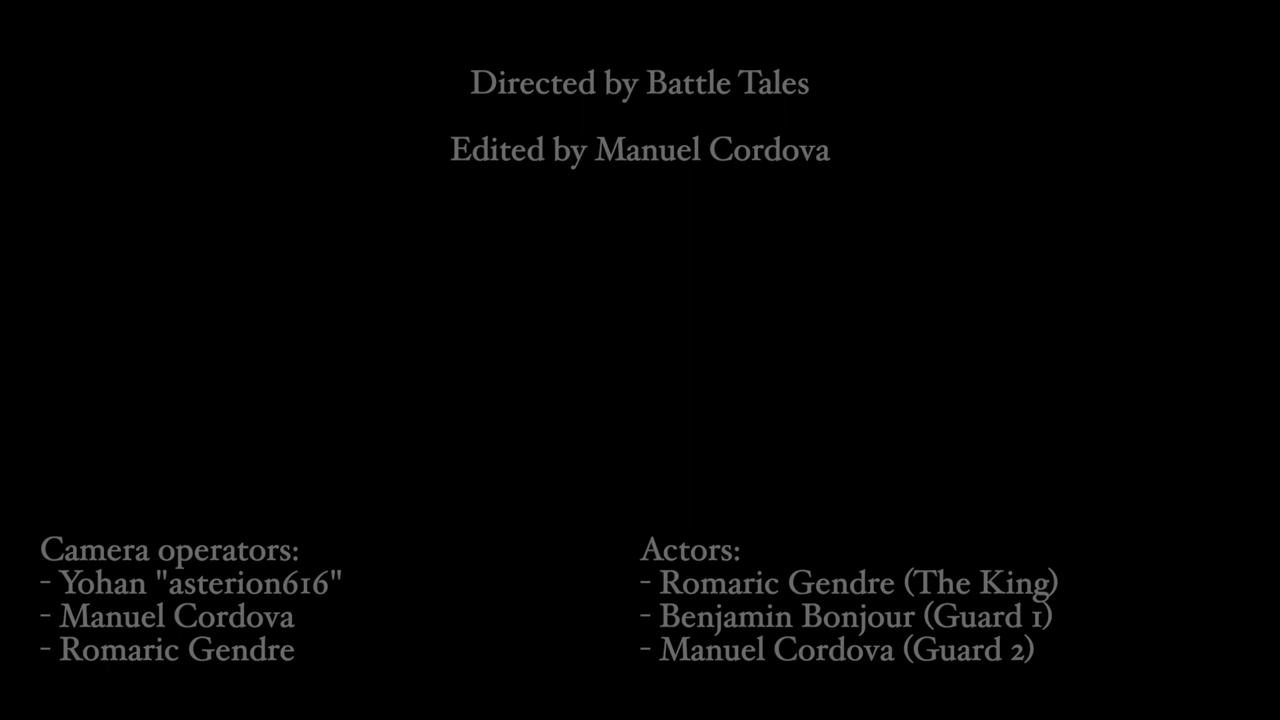 Directed by Battle Tales
Edited by Manuel Cordova
Camera operators:
- Yohan "asterion616"
- Manuel Cordova
- Romaric Gendre
Actors:
- Romaric Gendre (The King)
- Benjamin Bonjour (Guard 1)
- Manuel Cordova (Guard 2)